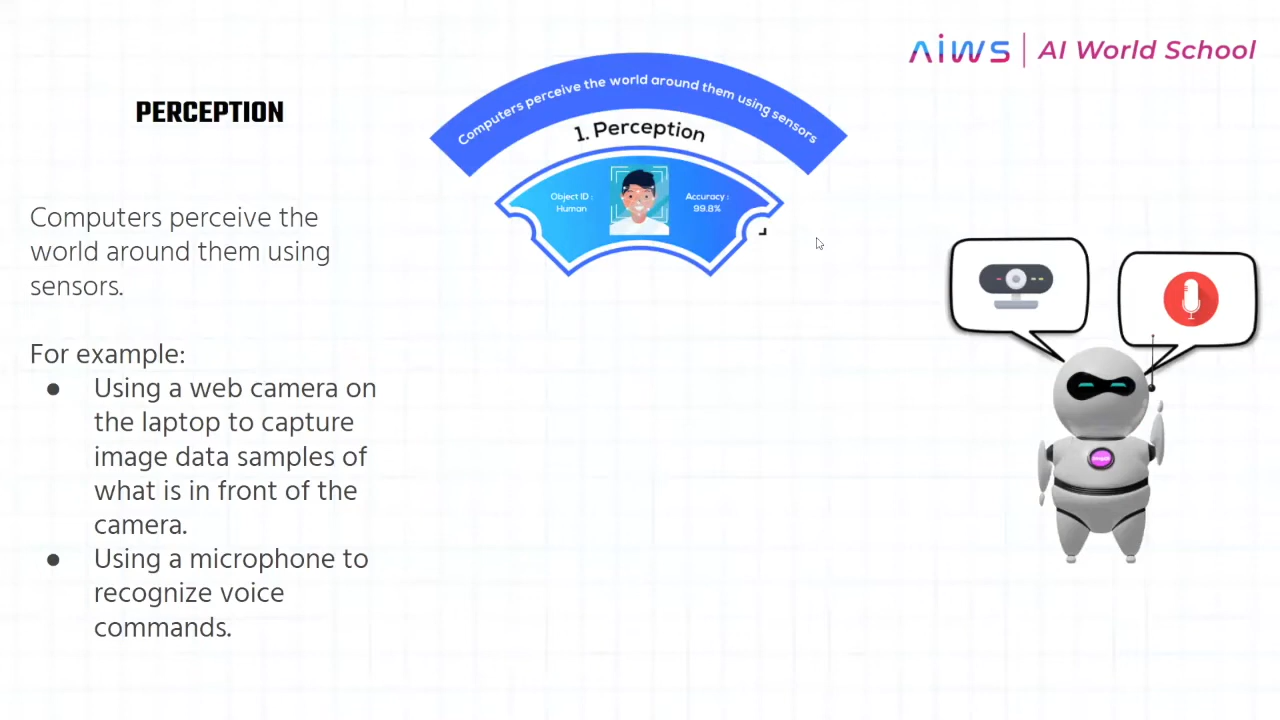 AIWS | AI World School
PERCEPTION
Computers perceive the world around them using sensors
1. Perception
Object ID :
Human
Accuracy :
99.8%
Computers perceive the
world around them using
sensors.
For example:
● Using a web camera on
the laptop to capture
image data samples of
what is in front of the
camera.
● Using a microphone to
recognize voice
commands.